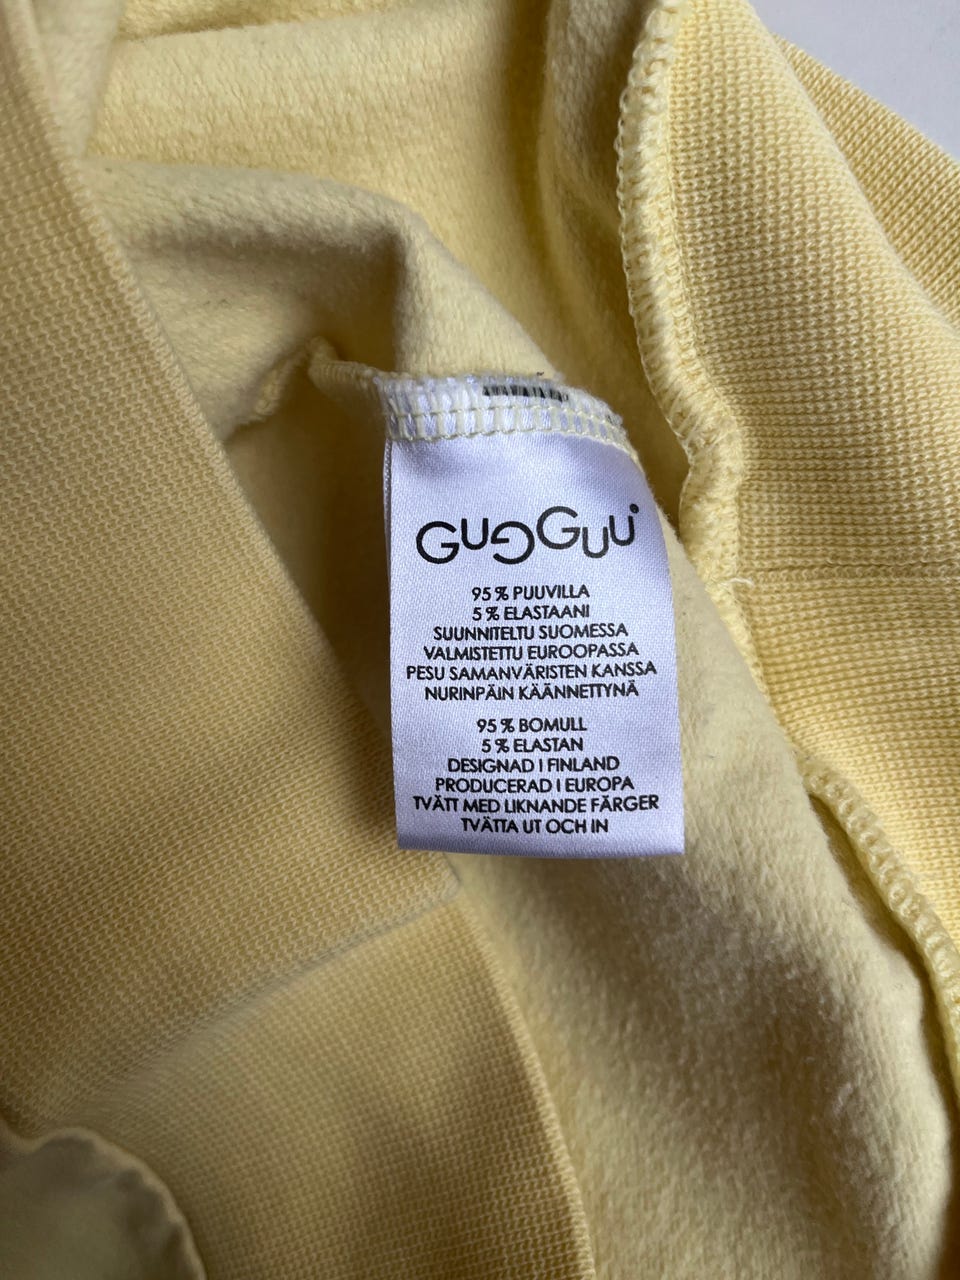 GUGGUU
95 % PUUVILLA
5 % ELASTAANI
SUUNNITELTU SUOMESSA
VALMISTETTU EUROOPASSA
PESU SAMANVÄRISTEN KANSSA
NURINPÄIN KÄÄNNETTYNÄ
95 % BOMULL
5 % ELASTAN
DESIGNAD I FINLAND
PRODUCERAD I EUROPA
TVÄTT MED LIKNANDE FÄRGER
TVÄTTA UT OCH IN